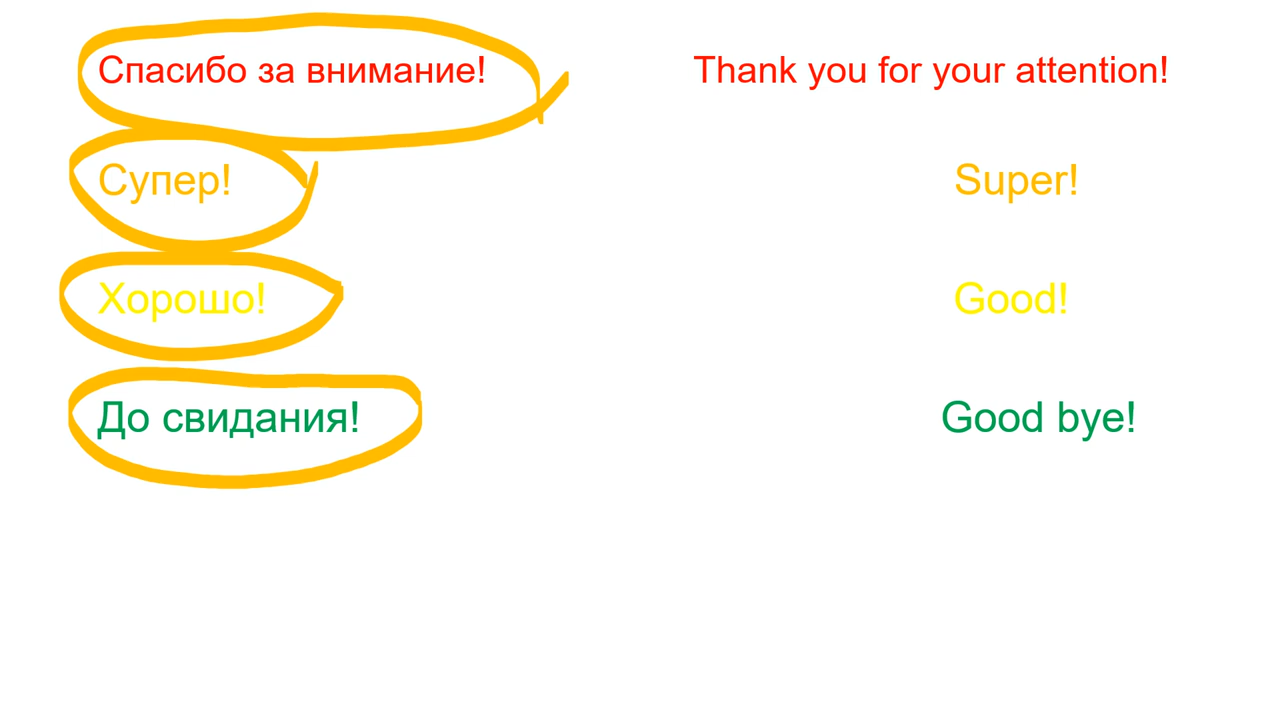 Спасибо за внимание! Thank you for your attention!
Супер! Super!
Хорошо! Good!
До свидания! Good bye!